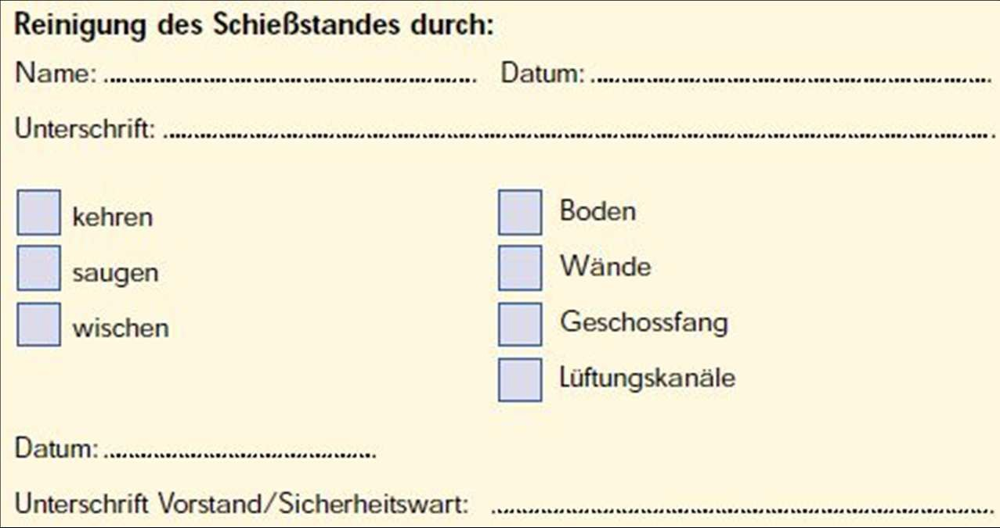 Reinigung des Schießstandes durch:
Name: ........................................................ Datum: ........................................................
Unterschrift: ........................................................................................................................
kehren Boden
saugen Wände
wischen Geschossfang
Lüftungskanäle
Datum: ........................................
Unterschrift Vorstand/Sicherheitswart: ........................................................................